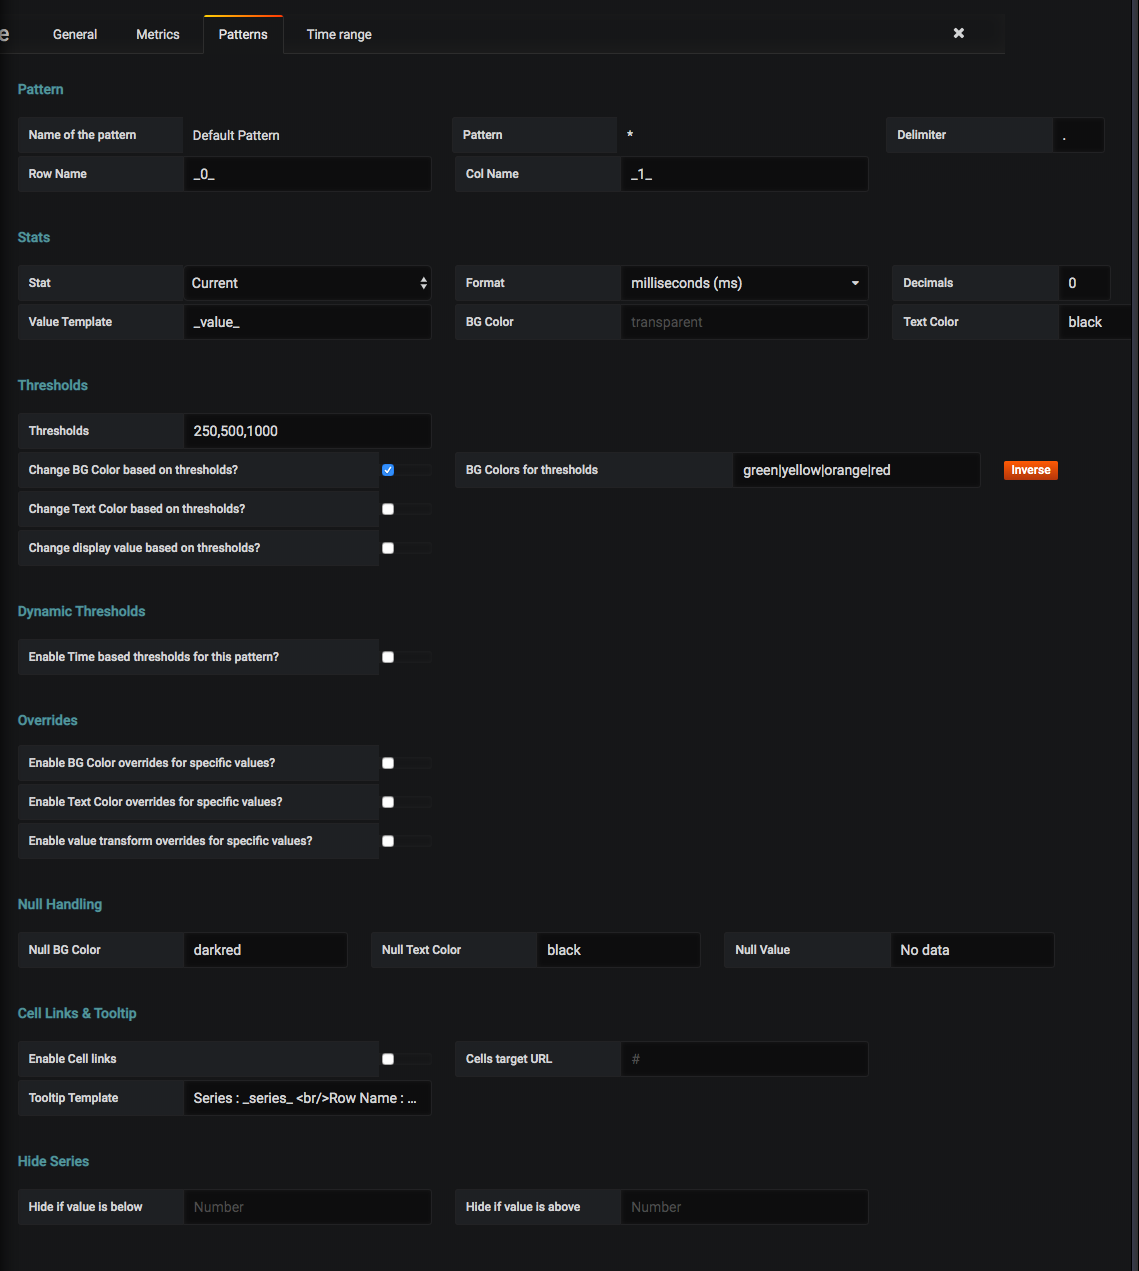 e General Metrics Patterns Time range ×
Pattern
Name of the pattern Default Pattern Pattern * Delimiter .
Row Name _0_ Col Name _1_
Stats
Stat Current Format milliseconds (ms) Decimals 0
Value Template _value_ BG Color transparent Text Color black
Thresholds
Thresholds 250,500,1000
Change BG Color based on thresholds? BG Colors for thresholds green|yellow|orange|red Inverse
Change Text Color based on thresholds?
Change display value based on thresholds?
Dynamic Thresholds
Enable Time based thresholds for this pattern?
Overrides
Enable BG Color overrides for specific values?
Enable Text Color overrides for specific values?
Enable value transform overrides for specific values?
Null Handling
Null BG Color darkred Null Text Color black Null Value No data
Cell Links & Tooltip
Enable Cell links Cells target URL #
Tooltip Template Series : _series_ <br/>Row Name : ...
Hide Series
Hide if value is below Number Hide if value is above Number